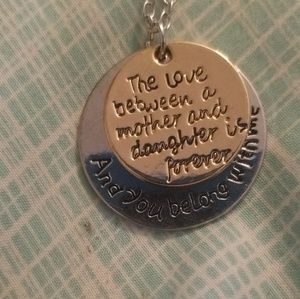 The Love
between a
mother and
daughter is
forever
And you belong with me